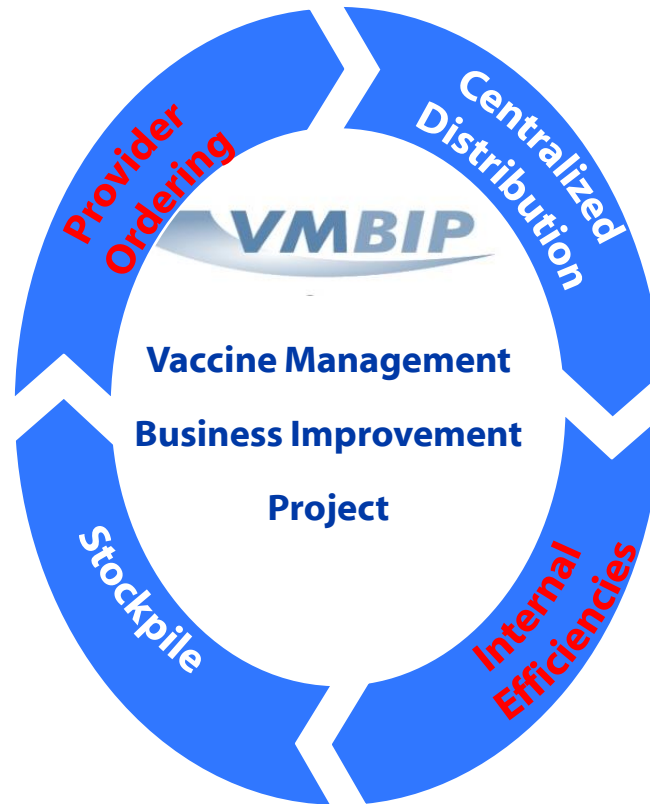 Provider
Ordering
Centralized
Distribution
VMBIP
Vaccine Management
Business Improvement
Project
Stockpile
Internal
Efficiencies